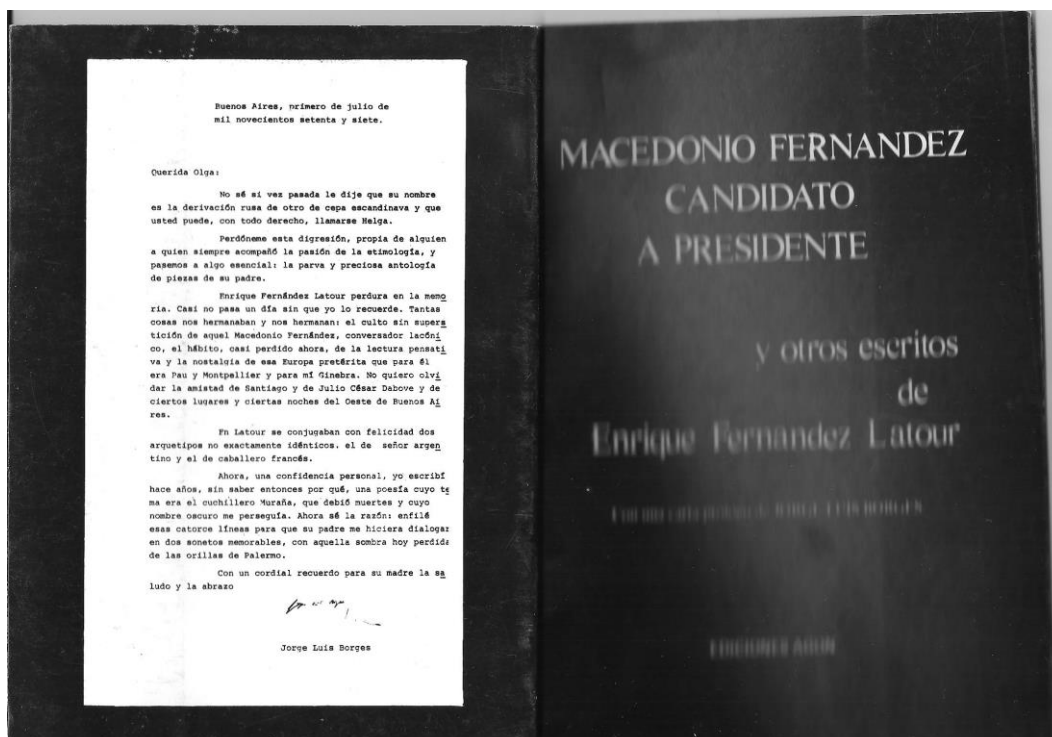 Buenos Aires, primero de julio de
mil novecientos setenta y siete.
Querida Olga:
No sé si vez pasada le dije que su nombre
es la derivación rusa de otro de cepa escandinava y que
usted puede, con todo derecho, llamarse Helga.
Perdóneme esta digresión, propia de alguien
a quien siempre acompañó la pasión de la etimología, y
pasemos a algo esencial: la parva y preciosa antología
de piezas de su padre.
Enrique Fernández Latour perdura en la memo
ria. Casi no pasa un día sin que yo lo recuerde. Tantas
cosas nos hermanaban y nos hermanan: el culto sin supers
tición de aquel Macedonio Fernández, conversador lacóni
co, el hábito, casi perdido ahora, de la lectura pensati
va y la nostalgia de esa Europa pretérita que para él
era Pau y Montpellier y para mí Ginebra. No quiero olvi
dar la amistad de Santiago y de Julio César Dabove y de
ciertos lugares y ciertas noches del Oeste de Buenos Ai
res.
En Latour se conjugaban con felicidad dos
arquetipos no exactamente idénticos. el de señor argen
tino y el de caballero francés.
Ahora, una confidencia personal, yo escribí
hace años, sin saber entonces por qué, una poesía cuyo te
ma era el cuchillero Muraña, que debió muertes y cuyo
nombre oscuro me perseguía. Ahora sé la razón: enfilé
esas catorce líneas para que su padre me hiciera dialogar
en dos sonetos memorables, con aquella sombra hoy perdida
de las orillas de Palermo.
Con un cordial recuerdo para su madre la sa
ludo y la abrazo
Jorge Luis Borges
MACEDONIO FERNANDEZ
CANDIDATO
A PRESIDENTE
y otros escritos
de
Enrique Fernandez Latour
JORGE LUIS BORGES
EDICIONES AGON